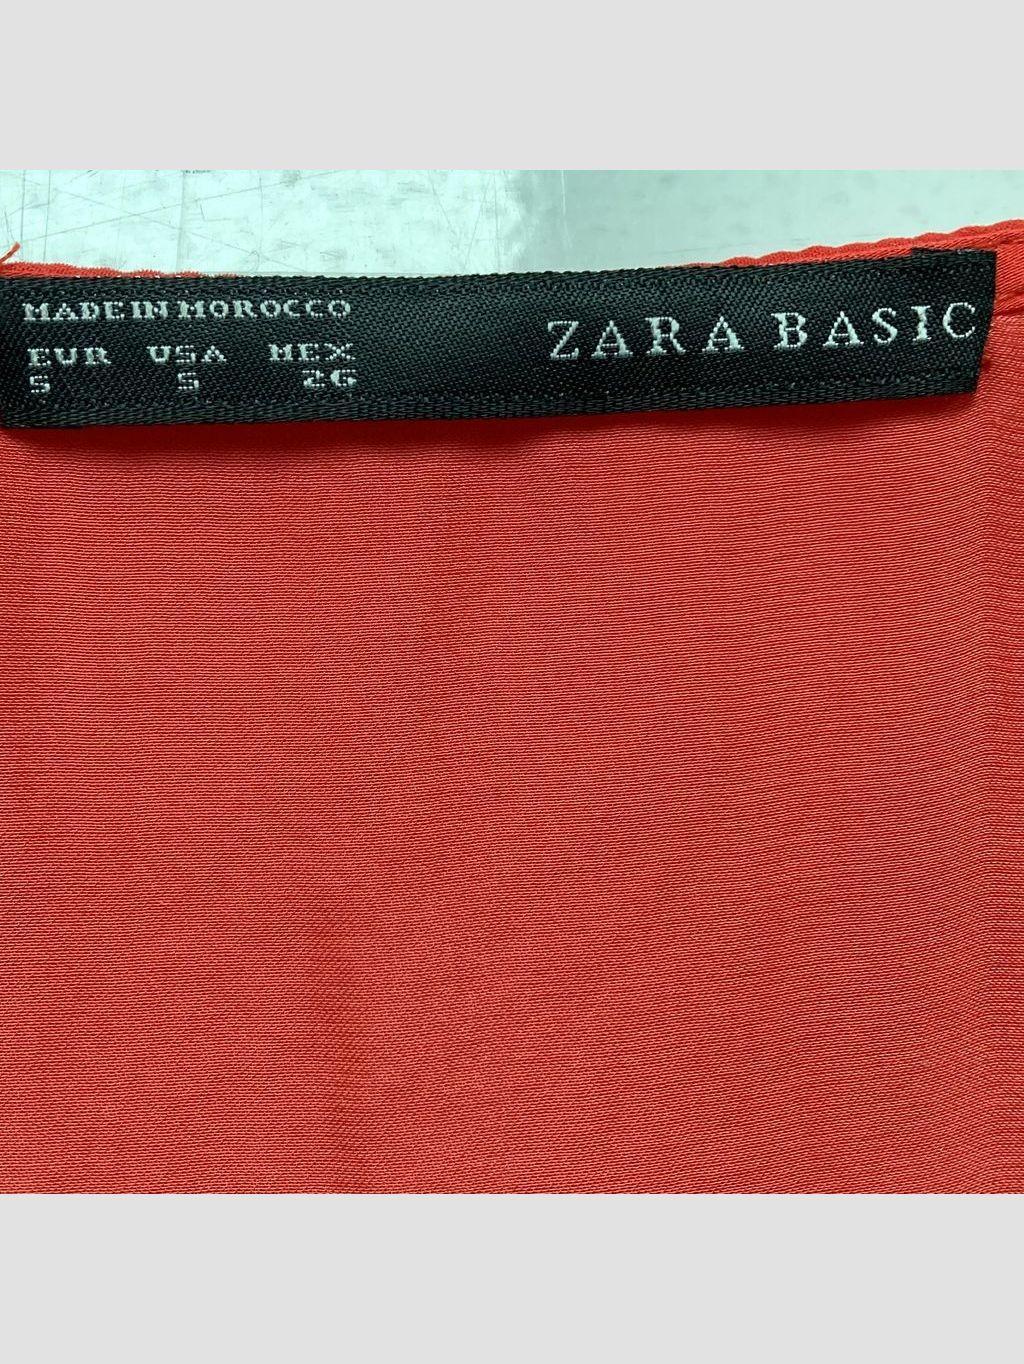 MADE IN MOROCCO
EUR USA MEX
S S 26
ZARA BASIC